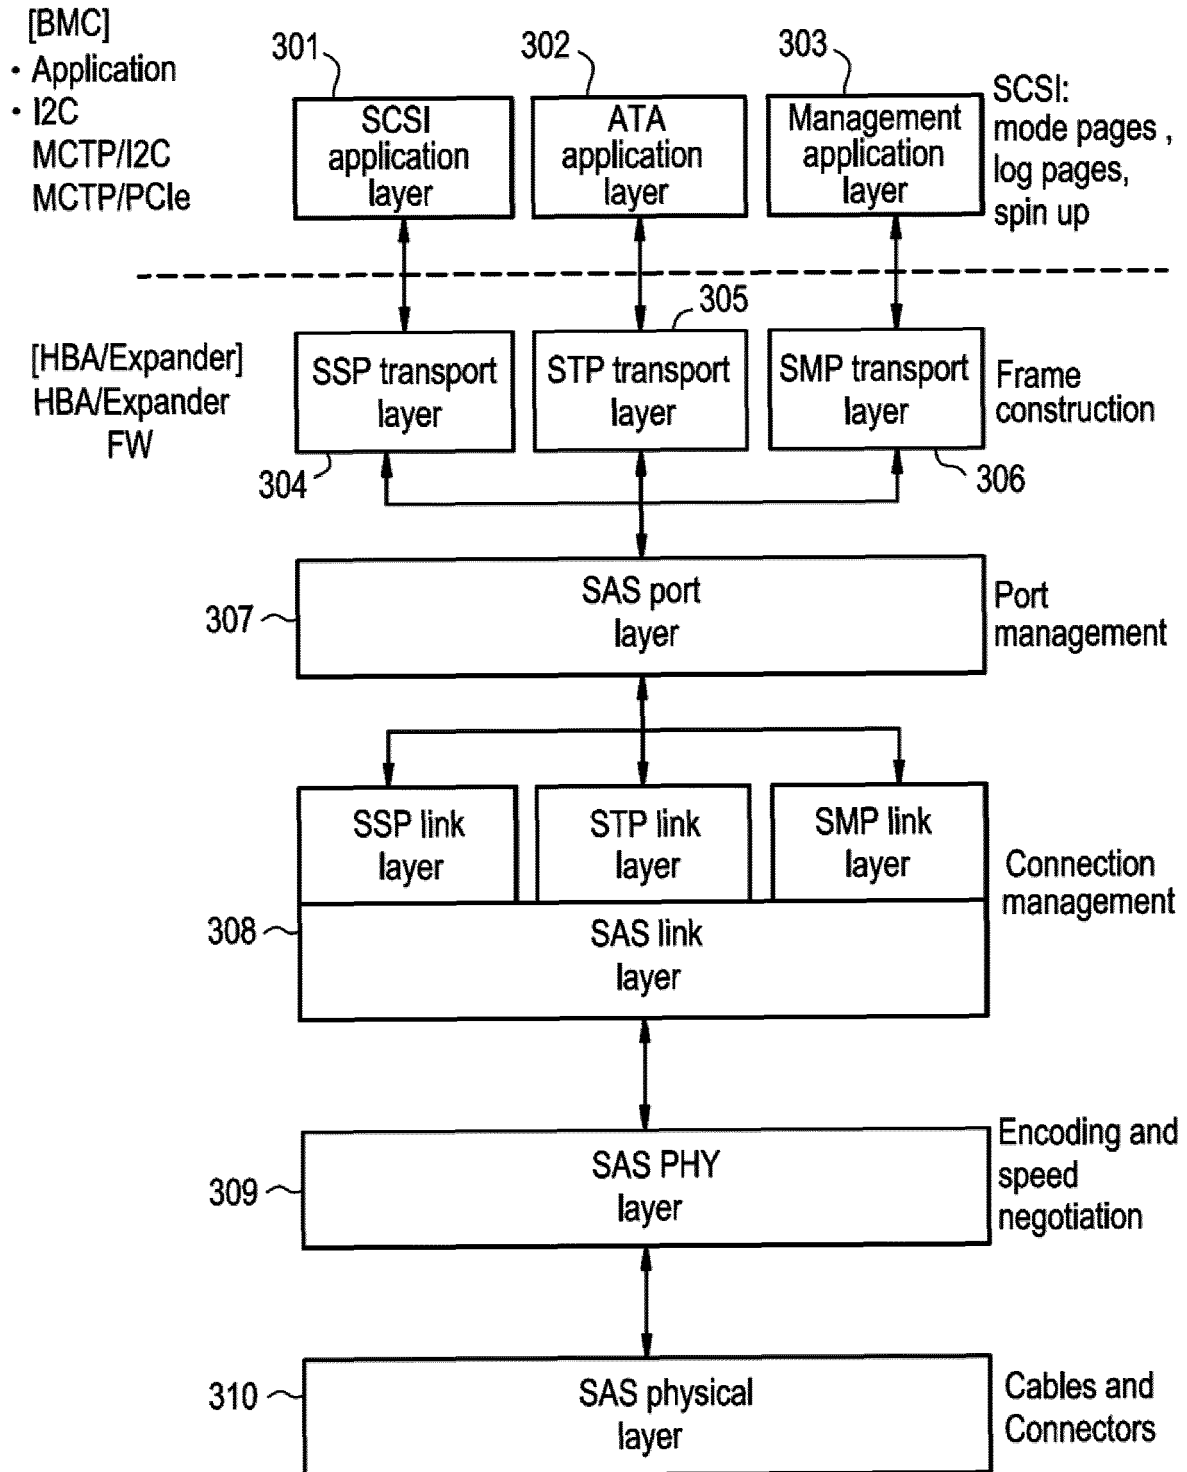 [BMC]
· Application
· I2C
MCTP/I2C
MCTP/PCIe
301
302
303
SCSI
application
layer
ATA
application
layer
Management
application
layer
SCSI:
mode pages ,
log pages,
spin up
[HBA/Expander]
HBA/Expander
FW
305
SSP transport
layer
STP transport
layer
SMP transport
layer
Frame
construction
304
306
307
SAS port
layer
Port
management
SSP link
layer
STP link
layer
SMP link
layer
Connection
management
308
SAS link
layer
309
SAS PHY
layer
Encoding and
speed
negotiation
310
SAS physical
layer
Cables and
Connectors